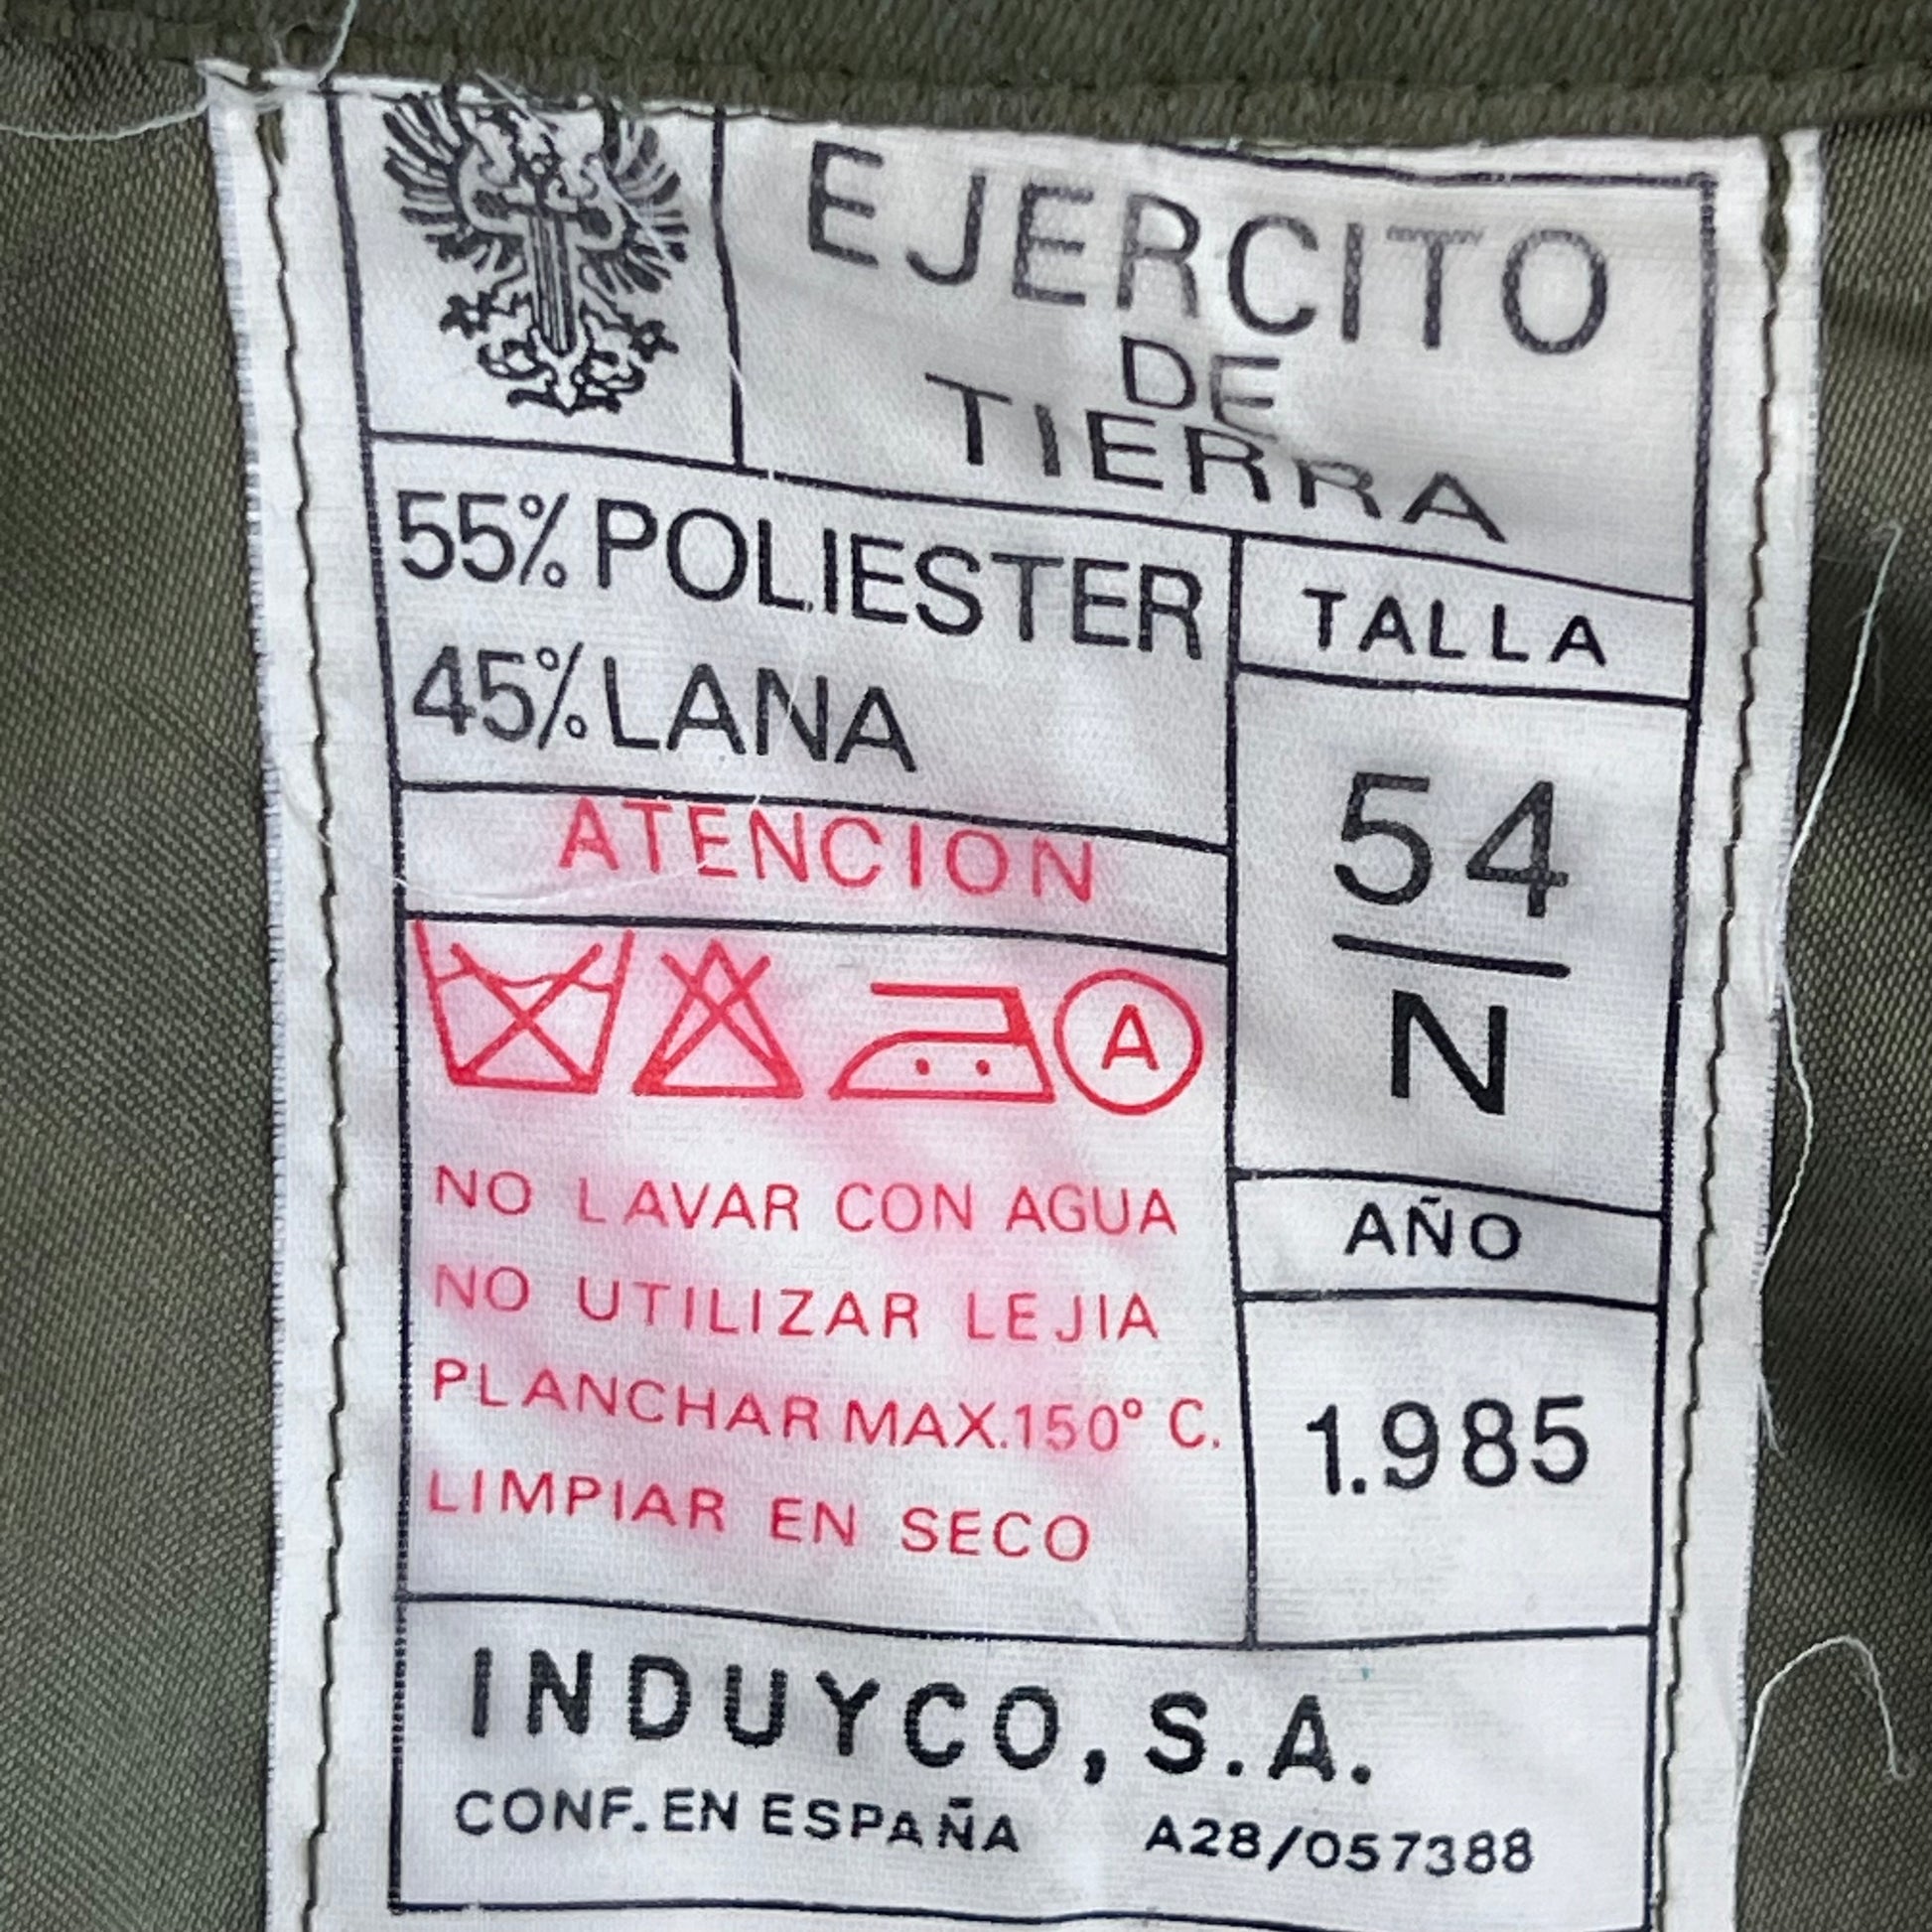 EJERCITO
DE
TIERRA
55% POLIESTER
45% LANA
TALLA
54
N
ATENCION
A
NO LAVAR CON AGUA
NO UTILIZAR LEJIA
PLANCHAR MAX.150° C.
LIMPIAR EN SECO
AÑO
1.985
INDUYCO, S.A.
CONF. EN ESPAÑA A28/057388